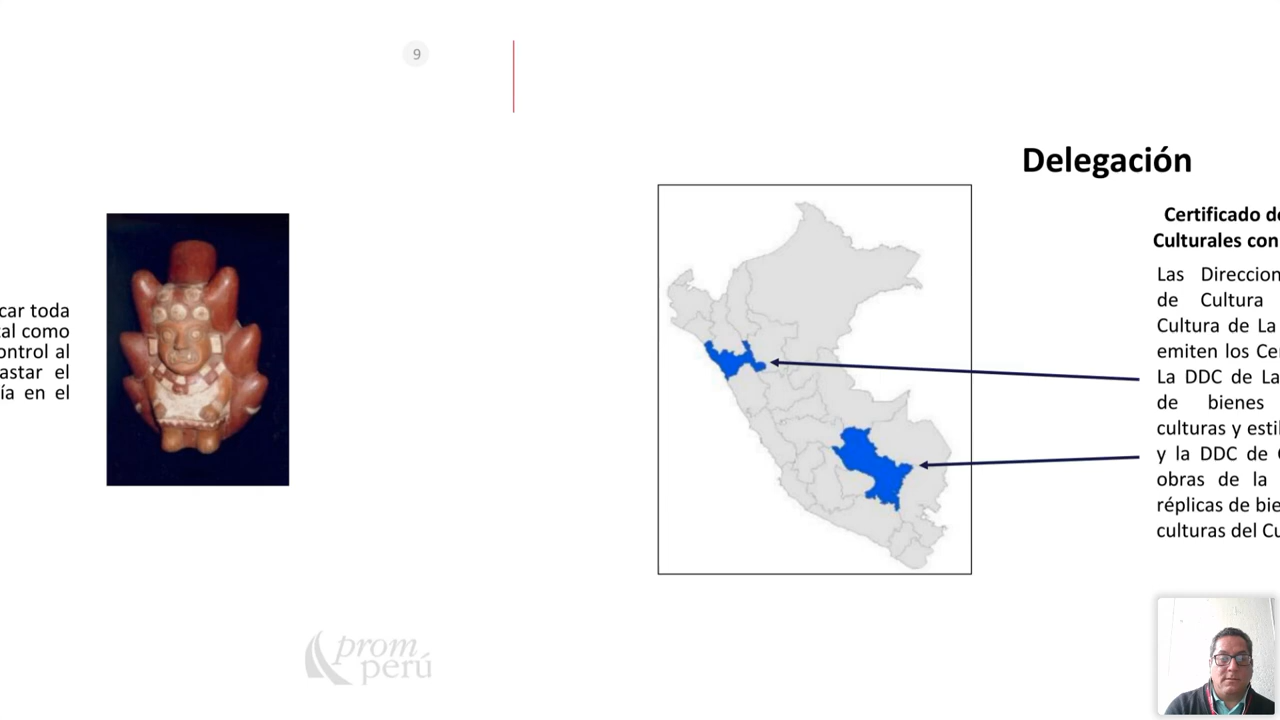 9
car toda
tal como
ontrol al
astar el
ía en el
prom
perú
Delegación
Certificado de
Culturales con
Las Direccion
de Cultura
Cultura de La
emiten los Cer
La DDC de La
de bienes
culturas y estil
y la DDC de C
obras de la
réplicas de bie
culturas del Cu